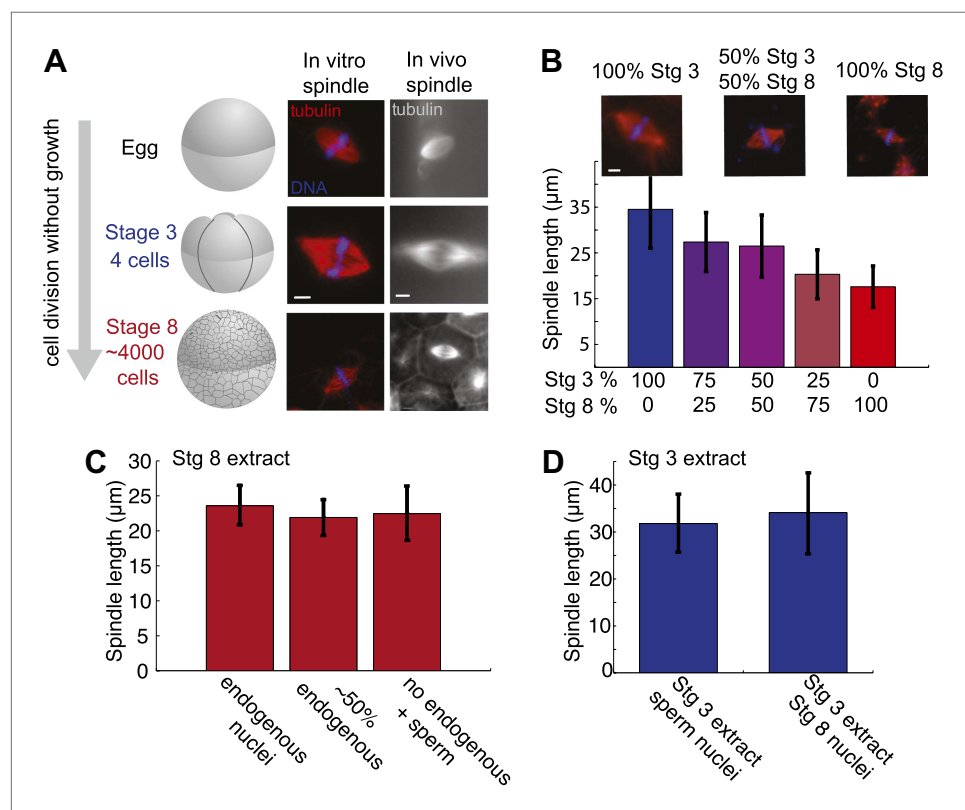 A
In vitro
spindle
In vivo
spindle
cell division without growth
Egg
tubulin
DNA
tubulin
Stage 3
4 cells
Stage 8
~4000
cells
B
100% Stg 3
50% Stg 3
50% Stg 8
100% Stg 8
Spindle length (µm)
35
25
15
5
Stg 3 % 100 75 50 25 0
Stg 8 % 0 25 50 75 100
C
Stg 8 extract
Spindle length (µm)
30
25
20
15
10
5
0
endogenous
nuclei
~50%
endogenous
no endogenous
+ sperm
D
Stg 3 extract
Spindle length (µm)
40
30
20
10
0
Stg 3 extract
sperm nuclei
Stg 3 extract
Stg 8 nuclei